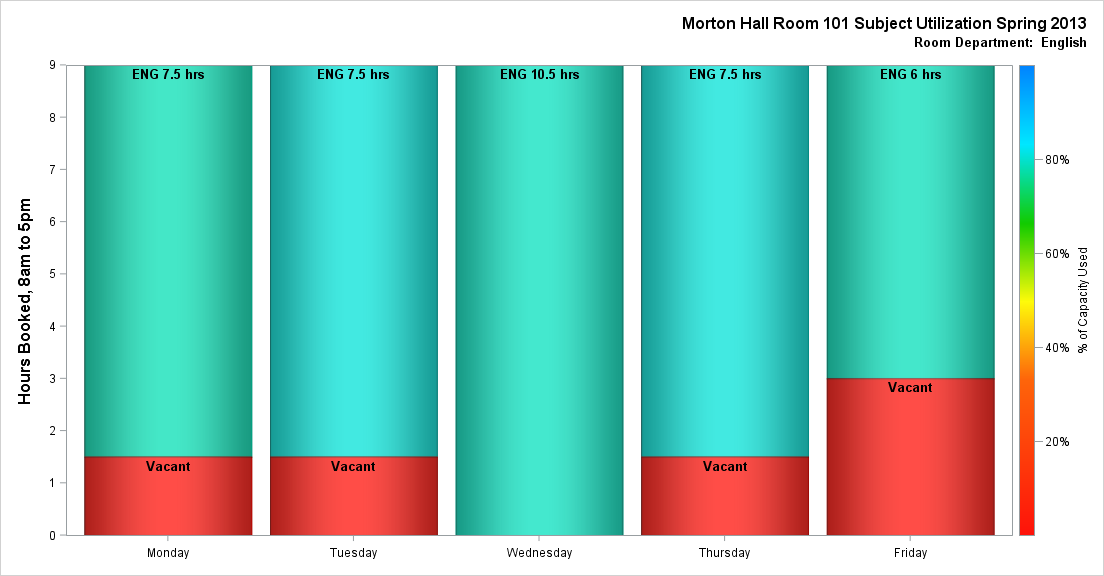 Morton Hall Room 101 Subject Utilization Spring 2013
Room Department: English
Hours Booked, 8am to 5pm
9
8
7
6
5
4
3
2
1
0
ENG 7.5 hrs
ENG 7.5 hrs
ENG 10.5 hrs
ENG 7.5 hrs
ENG 6 hrs
Vacant
Vacant
Vacant
Vacant
Monday
Tuesday
Wednesday
Thursday
Friday
80%
60%
40%
20%
% of Capacity Used